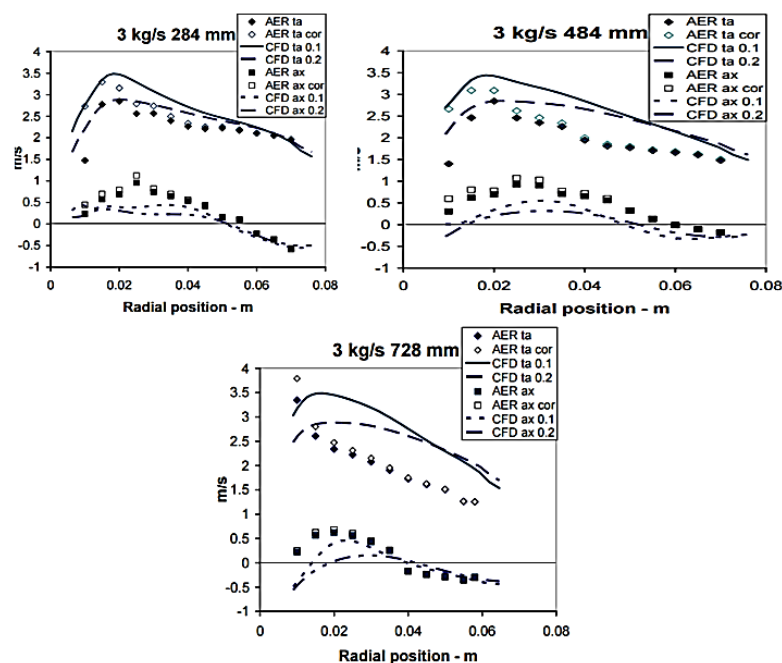 3 kg/s 284 mm
AER ta
AER ta cor
CFD ta 0.1
CFD ta 0.2
AER ax
AER ax cor
CFD ax 0.1
CFD ax 0.2
4
3.5
3
2.5
2
1.5
1
0.5
0
-0.5
-1
m/s
0 0.02 0.04 0.06 0.08
Radial position - m
3 kg/s 484 mm
AER ta
AER ta cor
CFD ta 0.1
CFD ta 0.2
AER ax
AER ax cor
CFD ax 0.1
CFD ax 0.2
4
3.5
3
2.5
2
1.5
1
0.5
0
-0.5
-1
0 0.02 0.04 0.06 0.08
Radial position - m
3 kg/s 728 mm
AER ta
AER ta cor
CFD ta 0.1
CFD ta 0.2
AER ax
AER ax cor
CFD ax 0.1
CFD ax 0.2
4
3.5
3
2.5
2
1.5
1
0.5
0
-0.5
-1
m/s
0 0.02 0.04 0.06
Radial position - m